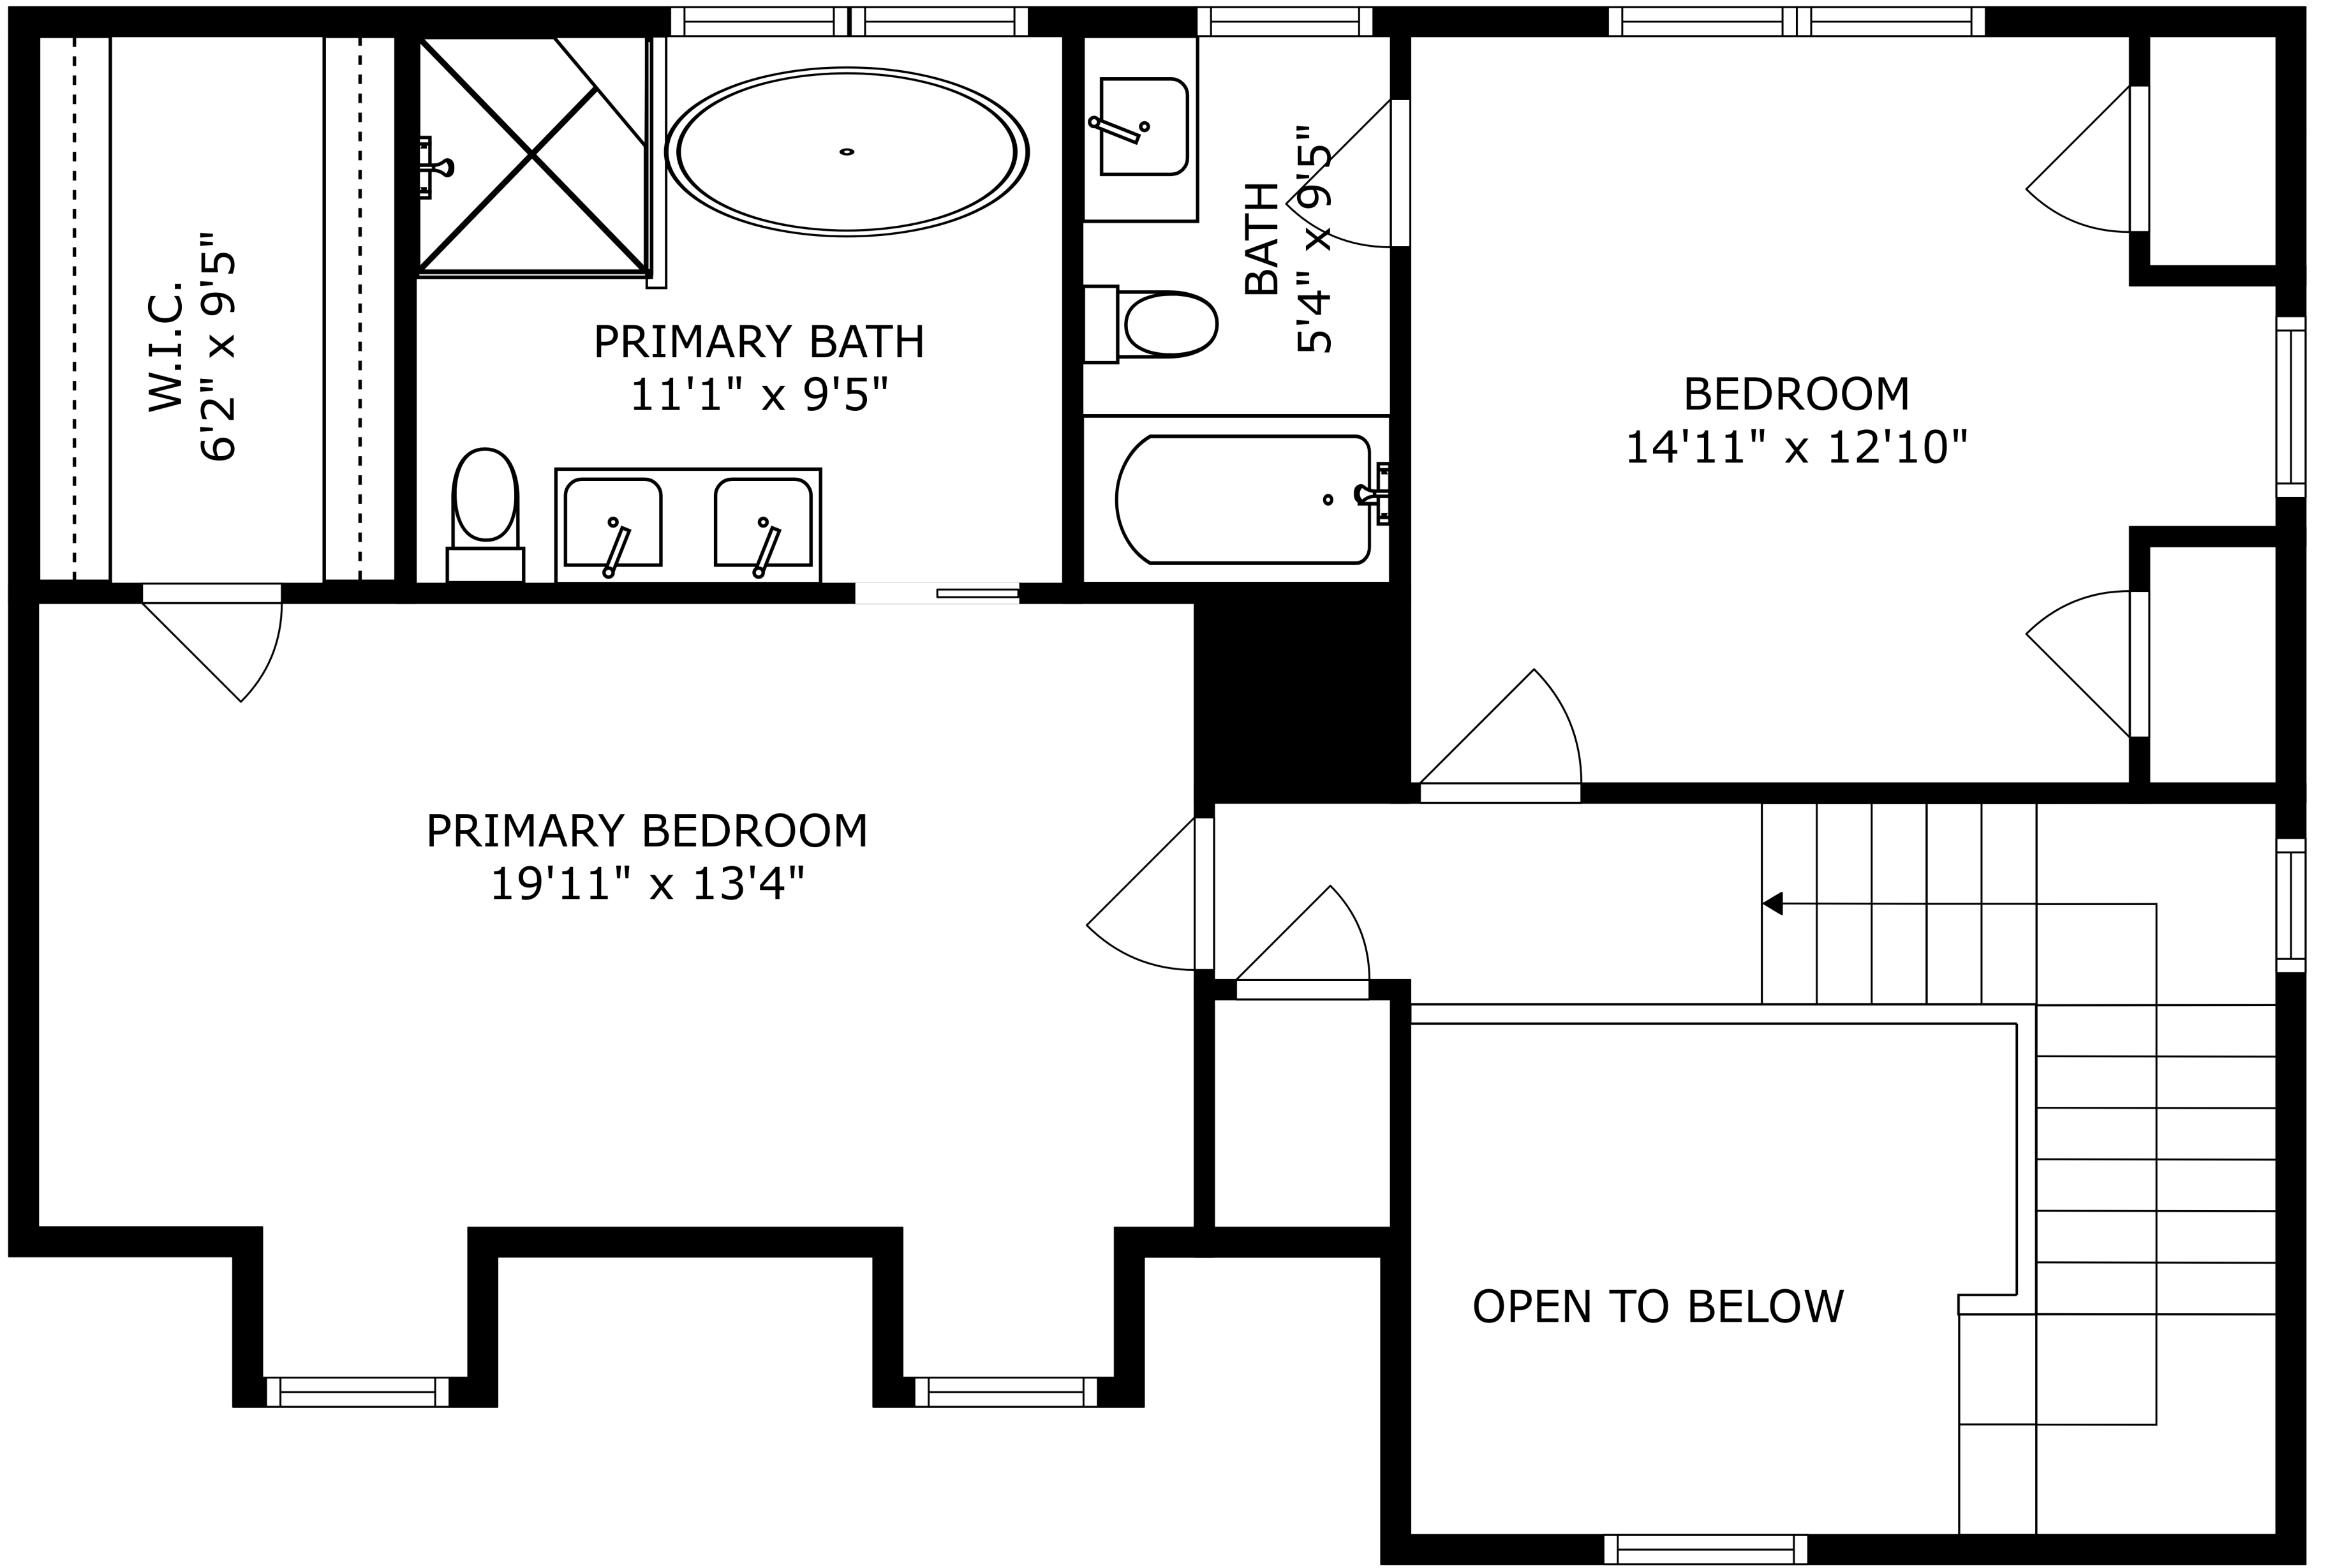 W.I.C.
6'2" x 9'5"
PRIMARY BATH
11'1" x 9'5"
BATH
5'4" x 9'5"
BEDROOM
14'11" x 12'10"
PRIMARY BEDROOM
19'11" x 13'4"
OPEN TO BELOW